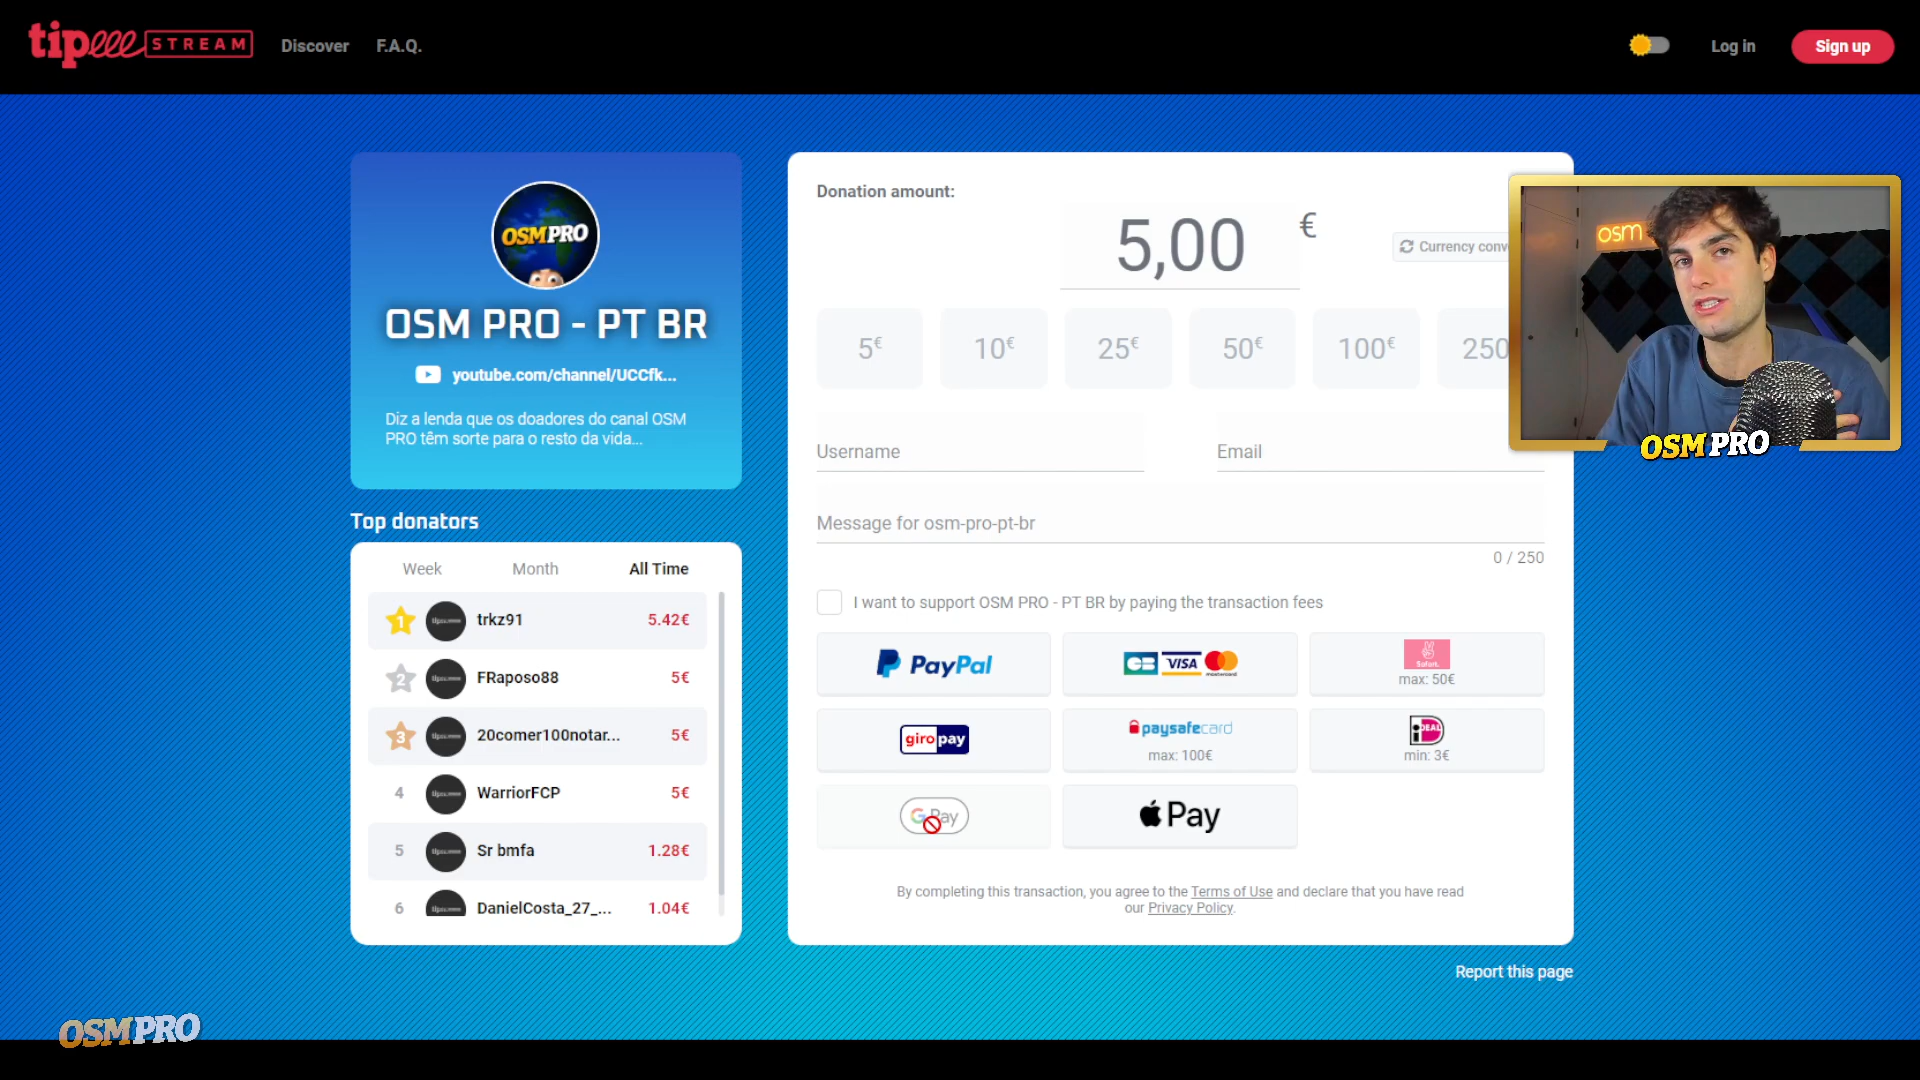 tipeee STREAM
Discover
F.A.Q.
Log in
Sign up
OSM PRO
OSM PRO - PT BR
youtube.com/channel/UCCfk...
Diz a lenda que os doadores do canal OSM
PRO têm sorte para o resto da vida...
Top donators
Week
Month
All Time
1
trkz91
5.42€
2
FRaposo88
5€
3
20comer100notar...
5€
4
WarriorFCP
5€
5
Sr bmfa
1.28€
6
DanielCosta_27_...
1.04€
Donation amount:
5,00 €
Currency conv
5€
10€
25€
50€
100€
250
Username
Email
Message for osm-pro-pt-br
0 / 250
I want to support OSM PRO - PT BR by paying the transaction fees
PayPal
CB VISA mastercard
Sofort.
max: 50€
giropay
paysafecard
max: 100€
iDEAL
min: 3€
G Pay
Pay
By completing this transaction, you agree to the Terms of Use and declare that you have read
our Privacy Policy.
Report this page
osm
OSM PRO
OSM PRO